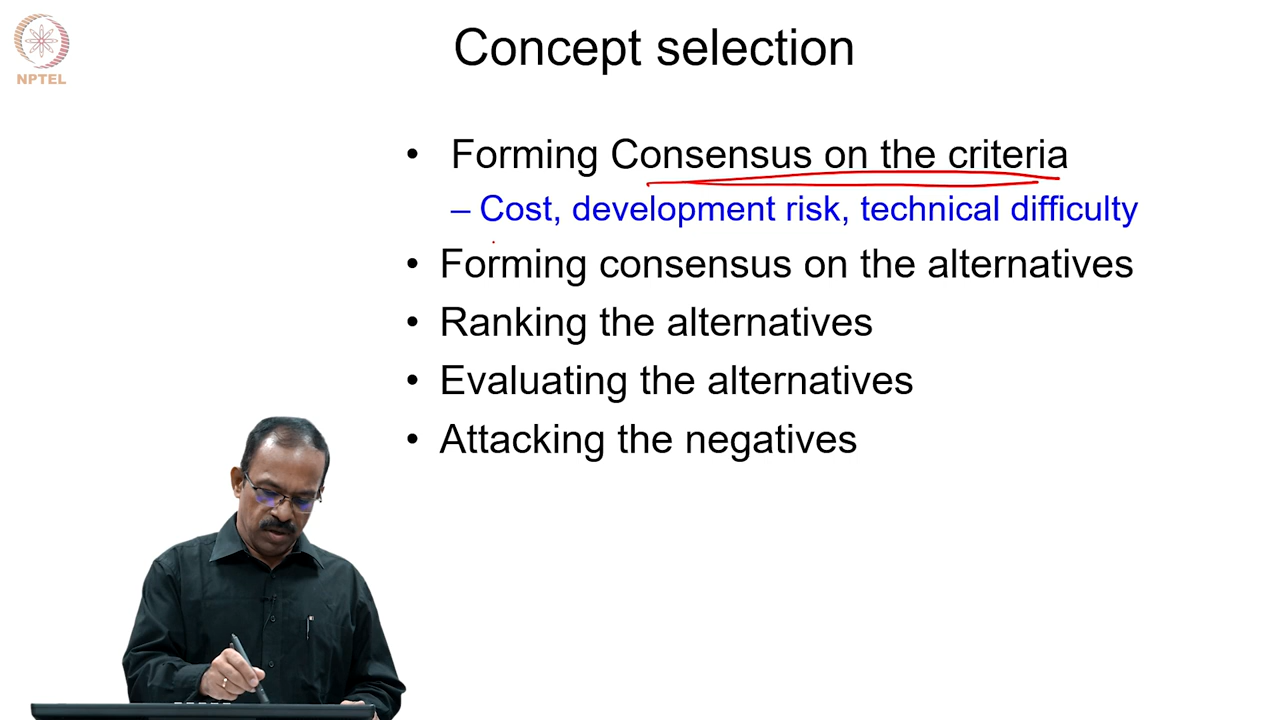 NPTEL
Concept selection
• Forming Consensus on the criteria
– Cost, development risk, technical difficulty
• Forming consensus on the alternatives
• Ranking the alternatives
• Evaluating the alternatives
• Attacking the negatives